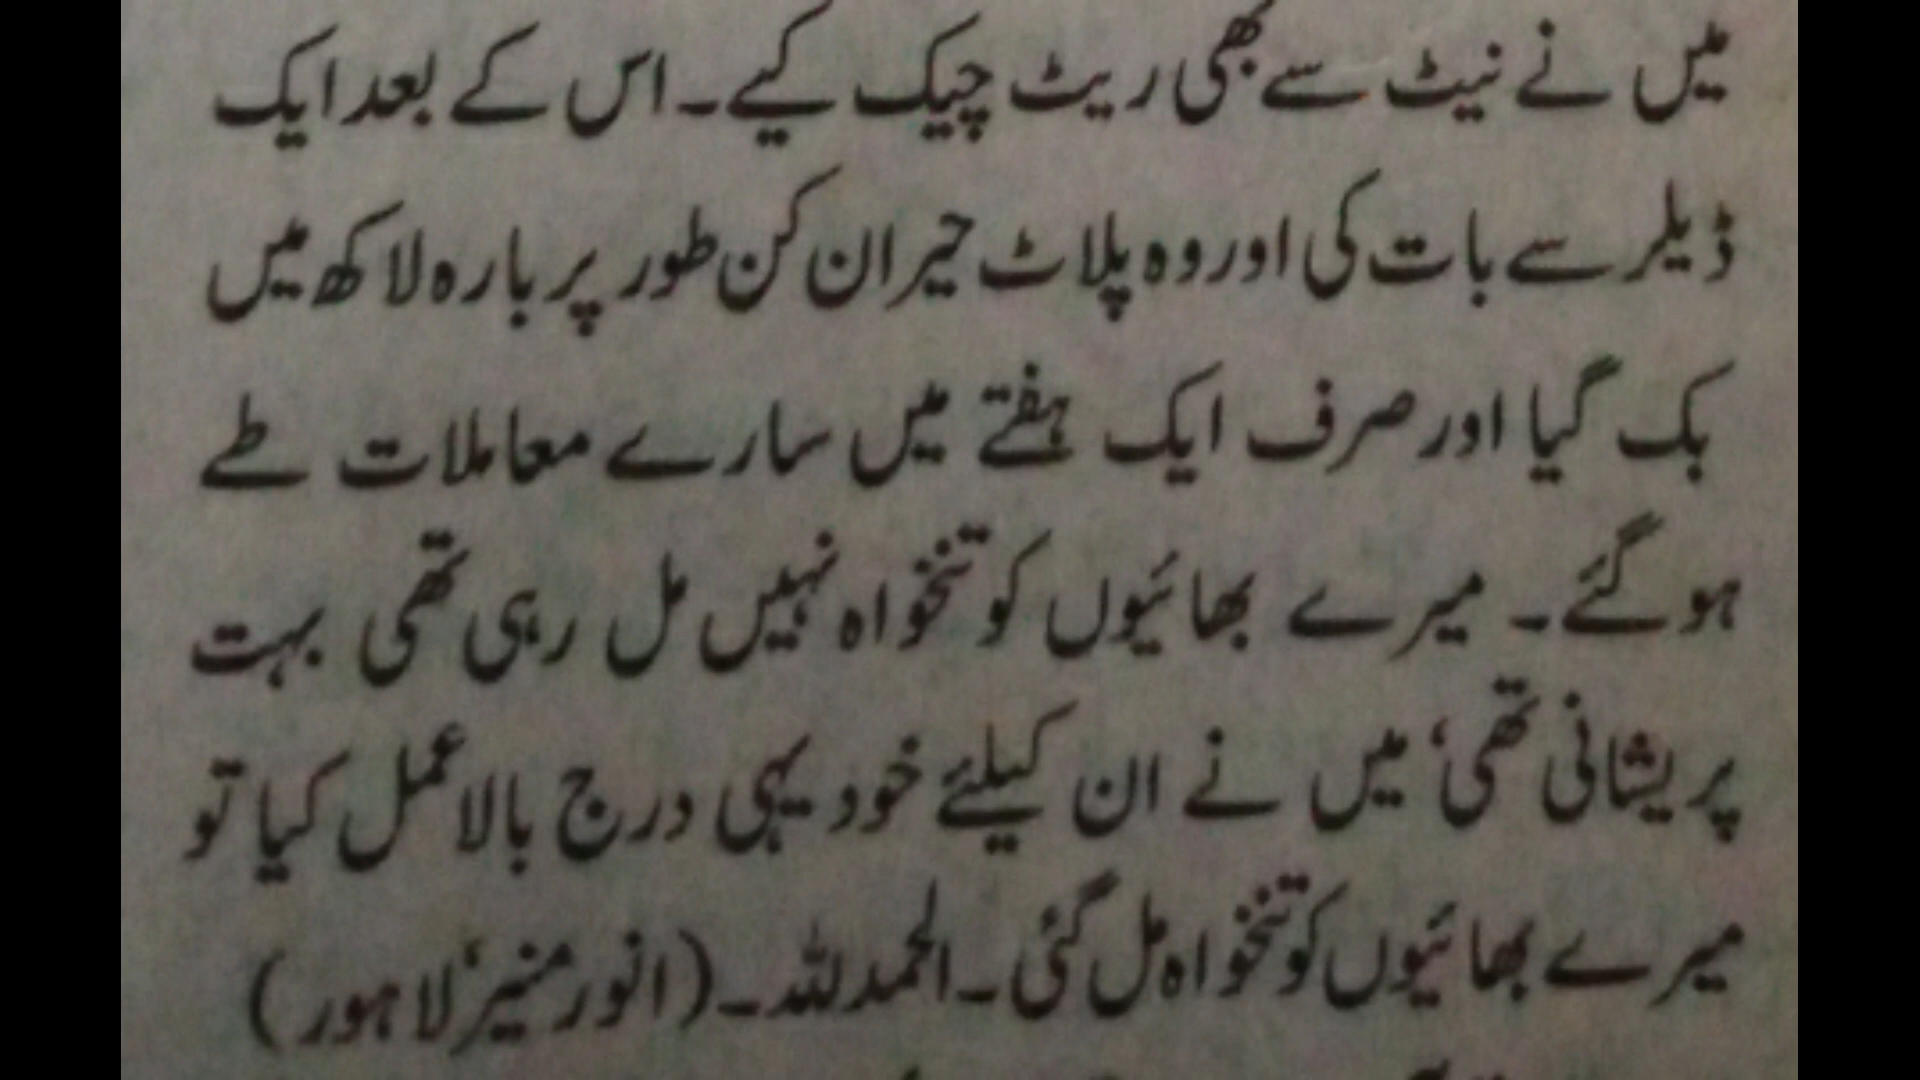 میں نے نیٹ سے بھی ریٹ چیک کیے۔ اس کے بعد ایک
ڈیلر سے بات کی اور وہ پلاٹ حیران کن طور پر بارہ لاکھ میں
بک گیا اور صرف ایک ہفتے میں سارے معاملات طے
ہوگئے۔ میرے بھائیوں کو تنخواہ نہیں مل رہی تھی بہت
پریشانی تھی‘ میں نے ان کیلئے خود یہی درج بالا عمل کیا تو
میرے بھائیوں کو تنخواہ مل گئی۔ الحمدللہ۔ (انور منیر‘ لاہور)